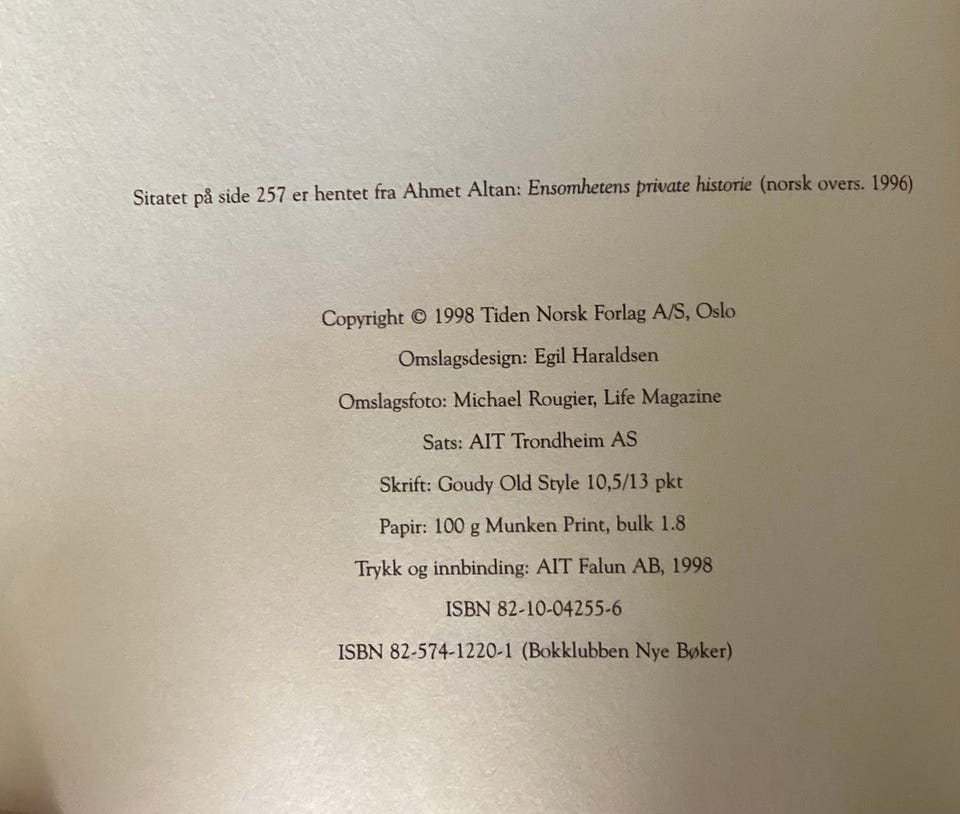 Sitatet på side 257 er hentet fra Ahmet Altan: Ensomhetens private historie (norsk overs. 1996)
Copyright © 1998 Tiden Norsk Forlag A/S, Oslo
Omslagsdesign: Egil Haraldsen
Omslagsfoto: Michael Rougier, Life Magazine
Sats: AIT Trondheim AS
Skrift: Goudy Old Style 10,5/13 pkt
Papir: 100 g Munken Print, bulk 1.8
Trykk og innbinding: AIT Falun AB, 1998
ISBN 82-10-04255-6
ISBN 82-574-1220-1 (Bokklubben Nye Bøker)